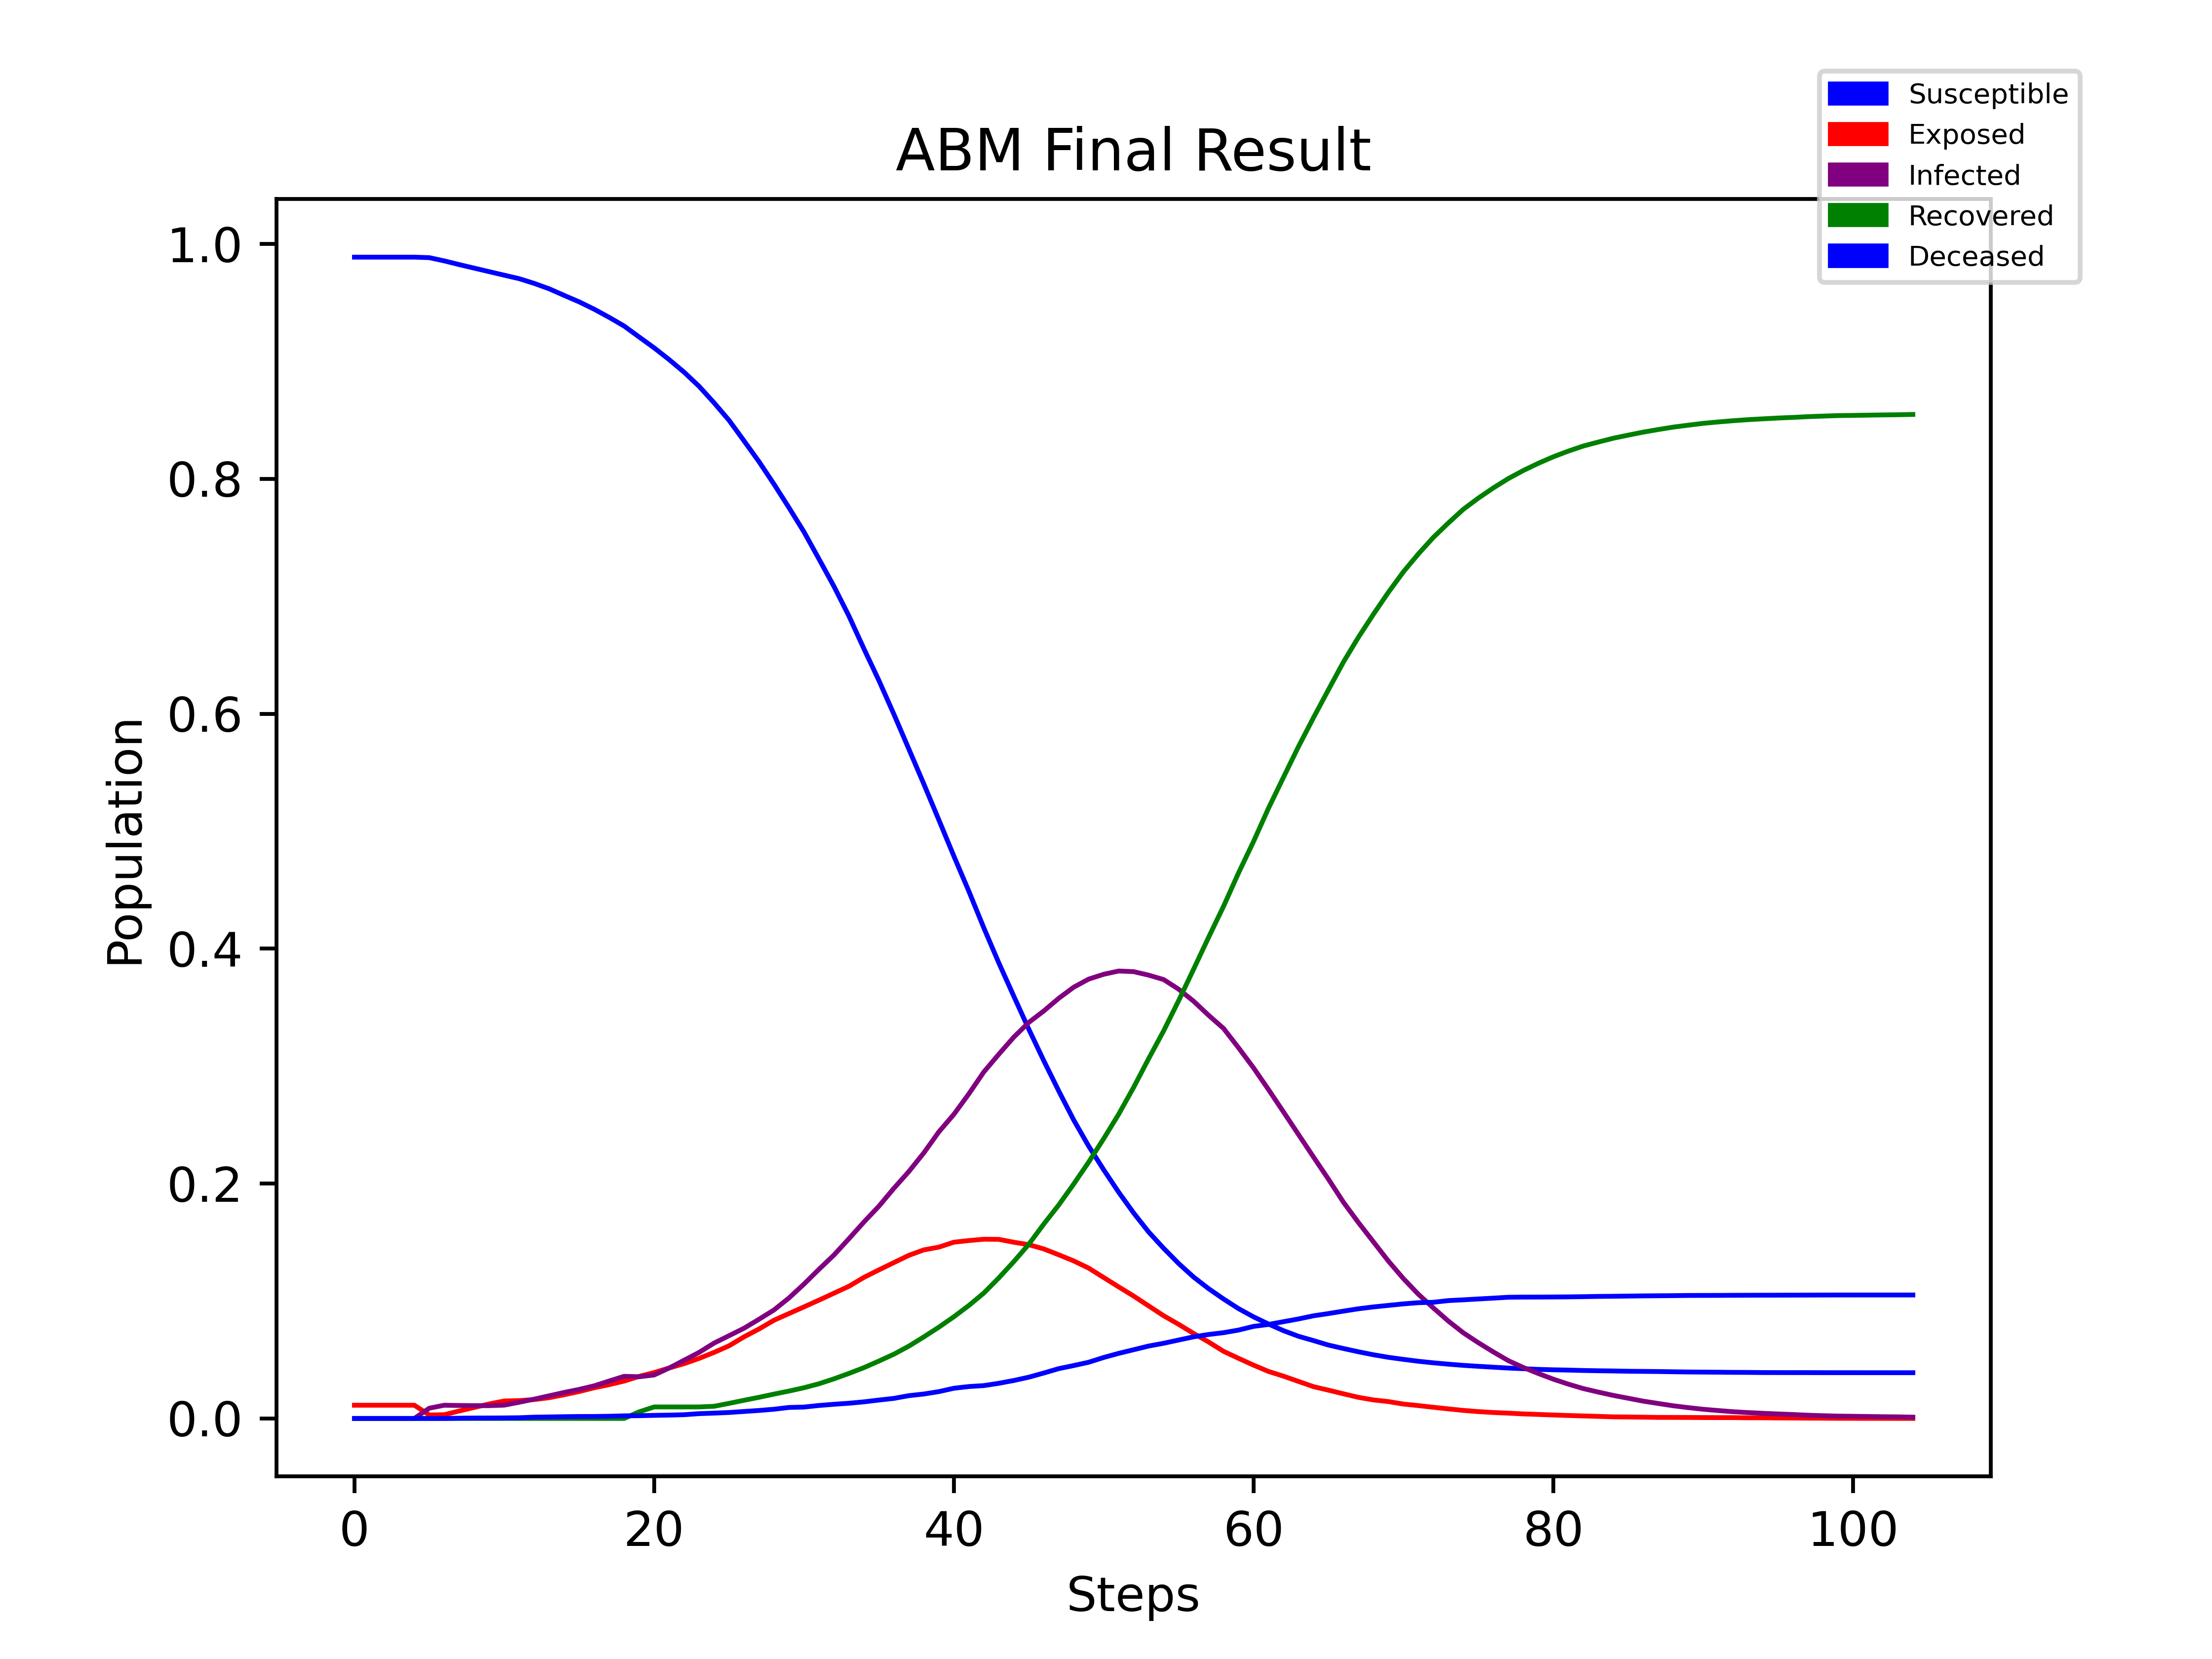 Susceptible
Exposed
Infected
Recovered
Deceased
ABM Final Result
1.0
0.8
0.6
0.4
0.2
0.0
Population
0 20 40 60 80 100
Steps